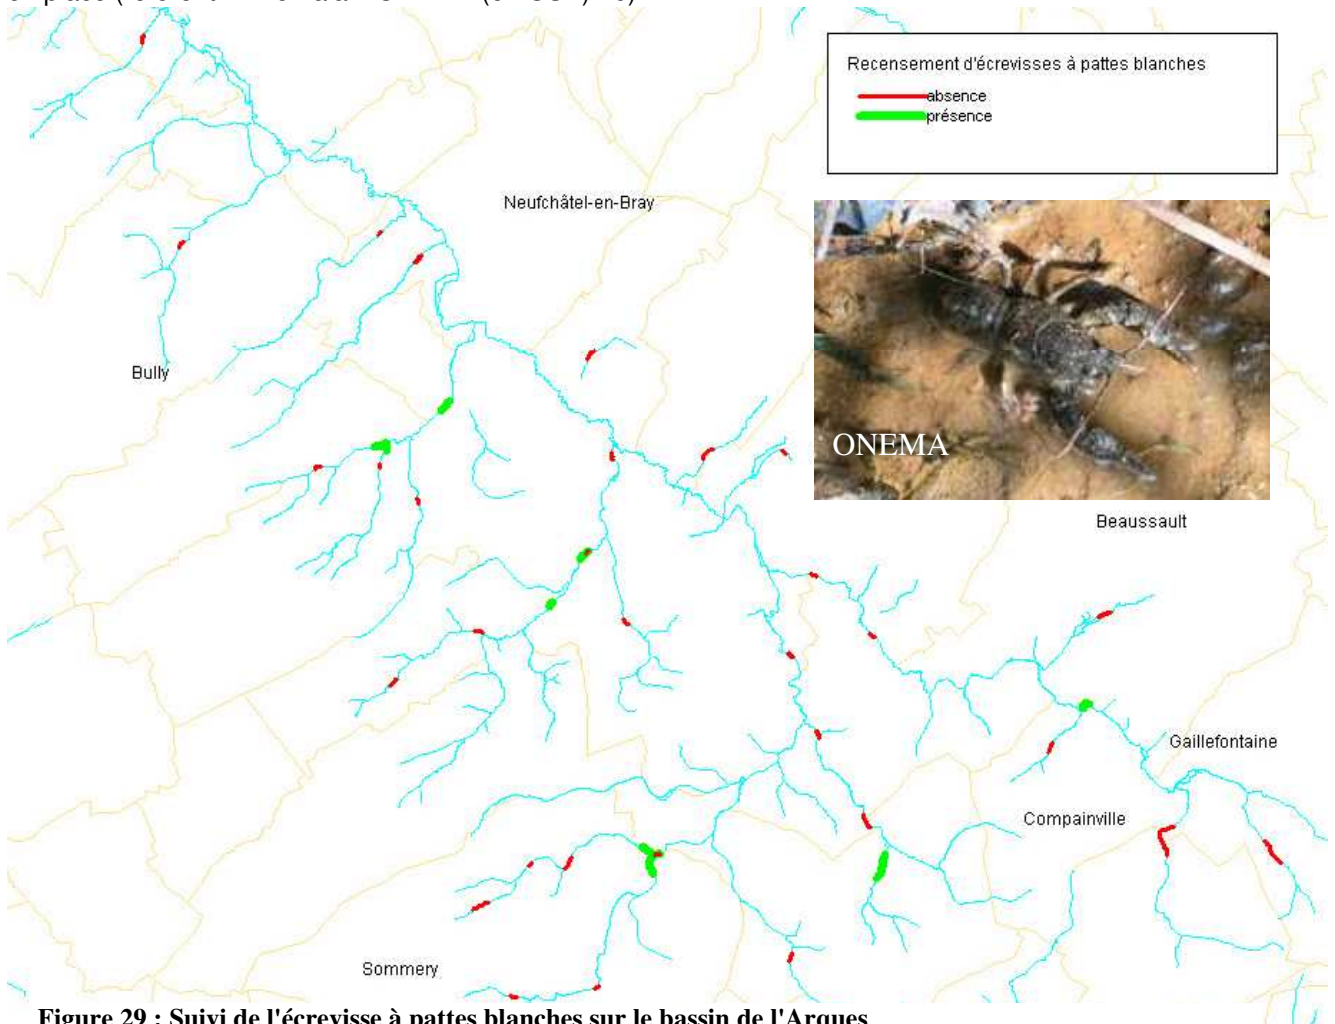 Recensement d'écrevisses à pattes blanches
absence
présence
Neufchâtel-en-Bray
Bully
ONEMA
Beaussault
Gaillefontaine
Compainville
Sommery
Figure 29 : Suivi de l'écrevisse à pattes blanches sur le bassin de l'Arques